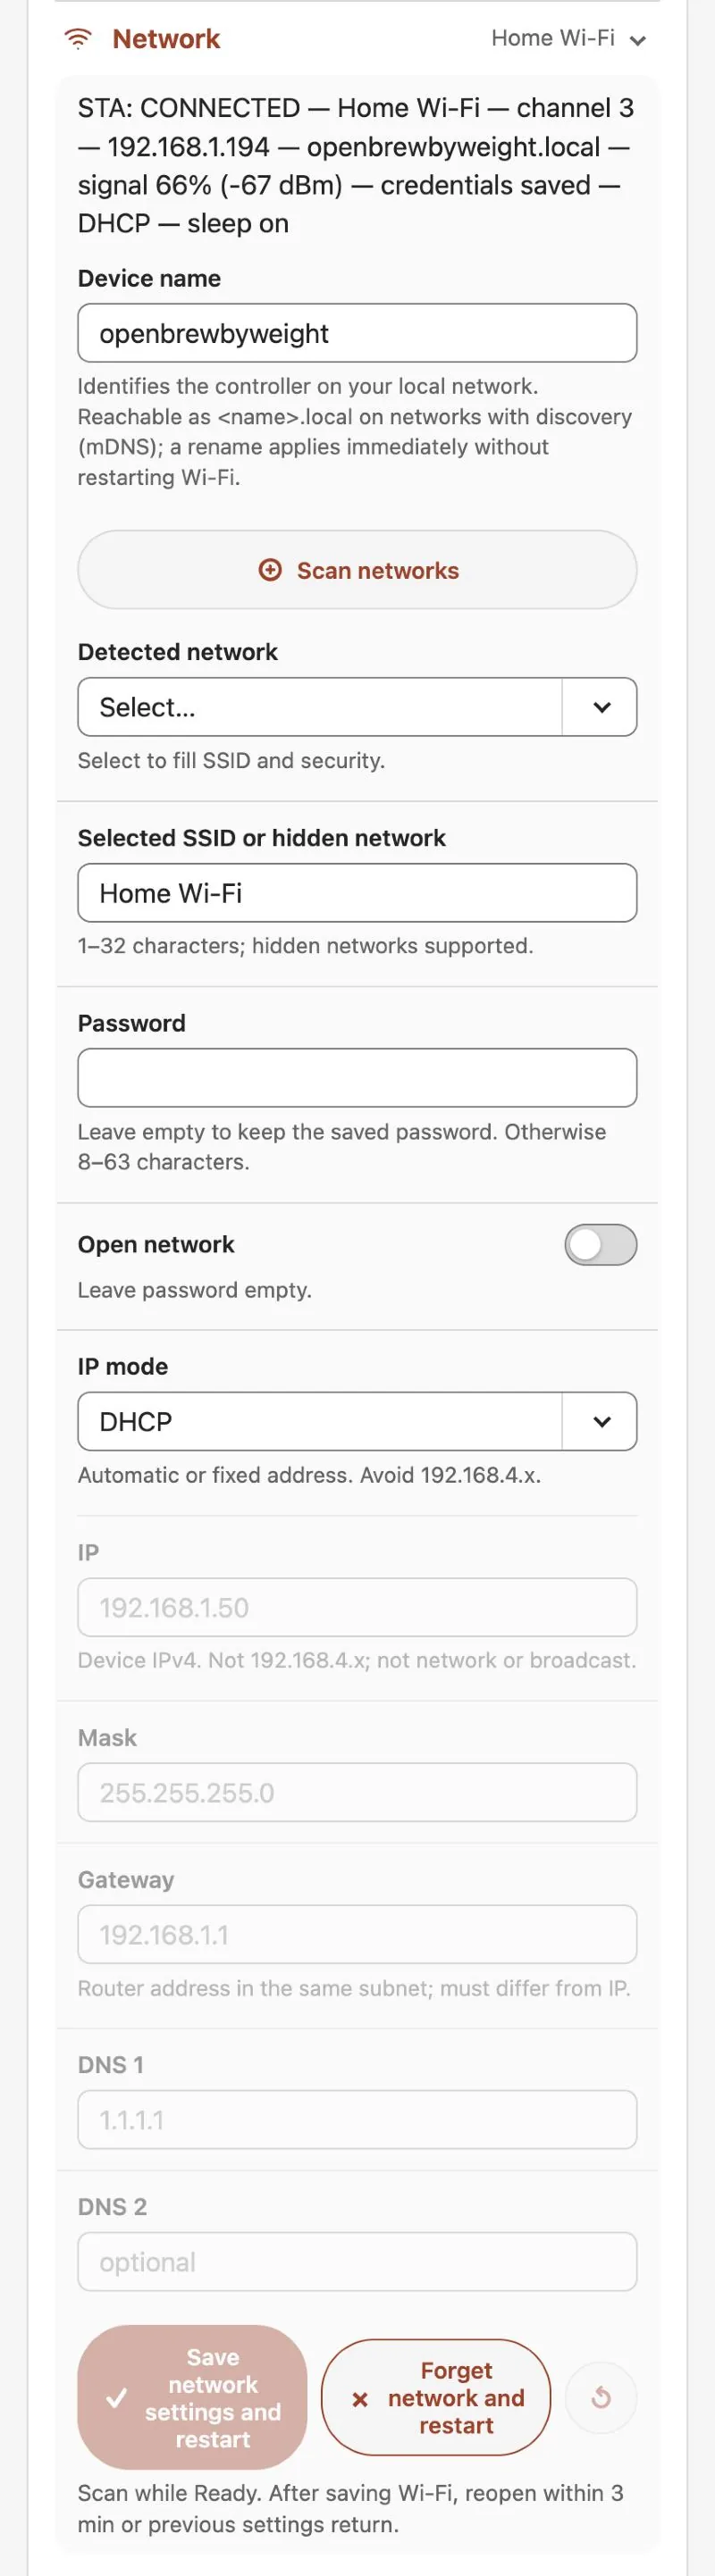 Network
Home Wi-Fi
STA: CONNECTED — Home Wi-Fi — channel 3
— 192.168.1.194 — openbrewbyweight.local —
signal 66% (-67 dBm) — credentials saved —
DHCP — sleep on
Device name
openbrewbyweight
Identifies the controller on your local network.
Reachable as <name>.local on networks with discovery
(mDNS); a rename applies immediately without
restarting Wi-Fi.
Scan networks
Detected network
Select...
Select to fill SSID and security.
Selected SSID or hidden network
Home Wi-Fi
1–32 characters; hidden networks supported.
Password
Leave empty to keep the saved password. Otherwise
8–63 characters.
Open network
Leave password empty.
IP mode
DHCP
Automatic or fixed address. Avoid 192.168.4.x.
IP
192.168.1.50
Device IPv4. Not 192.168.4.x; not network or broadcast.
Mask
255.255.255.0
Gateway
192.168.1.1
Router address in the same subnet; must differ from IP.
DNS 1
1.1.1.1
DNS 2
optional
Save
network
settings and
restart
Forget
network and
restart
Scan while Ready. After saving Wi-Fi, reopen within 3
min or previous settings return.